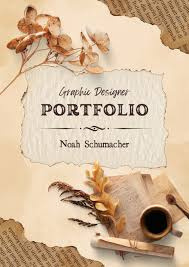 Graphic Designer
PORTFOLIO
Noah Schumacher